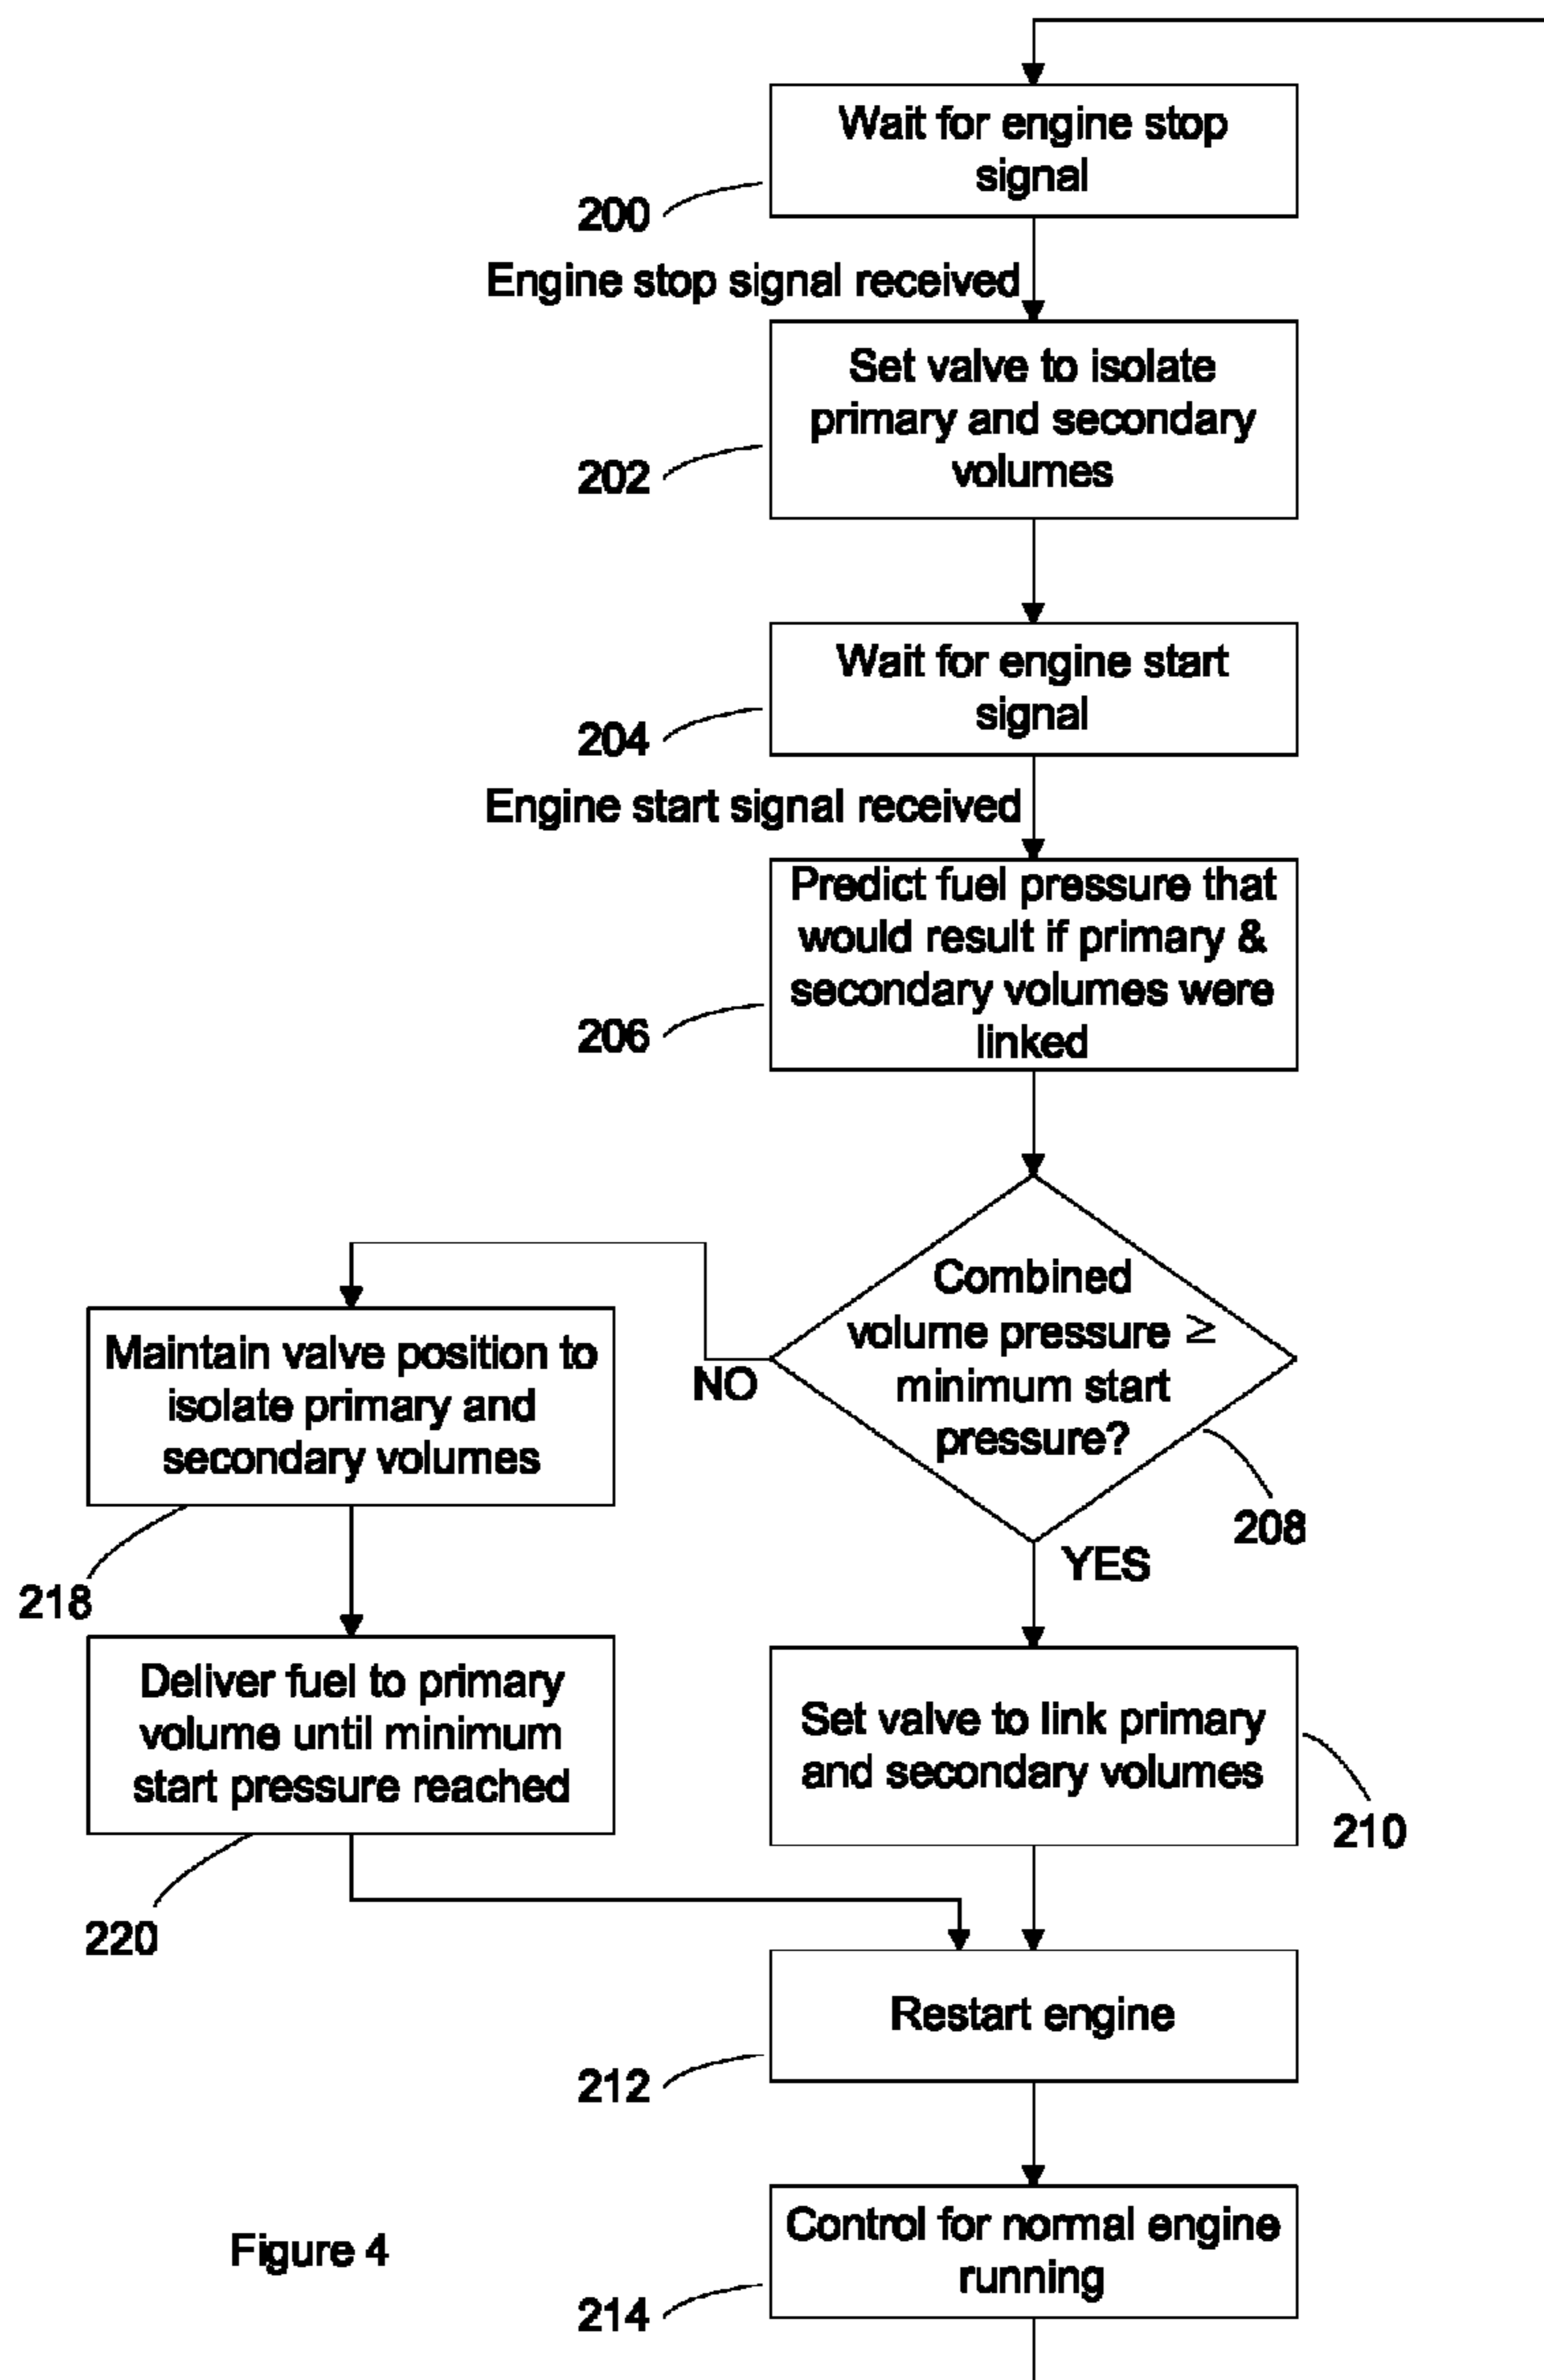 Wait for engine stop
signal
200
Engine stop signal received
Set valve to isolate
primary and secondary
volumes
202
Wait for engine start
signal
204
Engine start signal received
Predict fuel pressure that
would result if primary &
secondary volumes were
linked
206
Combined
volume pressure ≥
minimum start
pressure?
208
NO
YES
Maintain valve position to
isolate primary and
secondary volumes
218
Deliver fuel to primary
volume until minimum
start pressure reached
220
Set valve to link primary
and secondary volumes
210
Restart engine
212
Control for normal engine
running
214
Figure 4